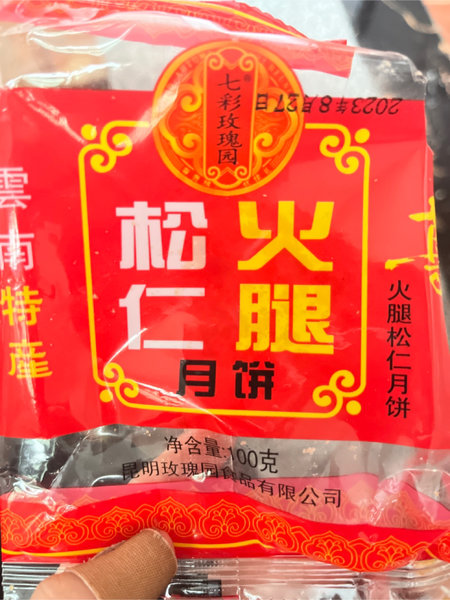 七彩玫瑰园®
2023年8月27日
雲南特産
火腿
松仁
月饼
火腿松仁月饼
净含量:100克
昆明玫瑰园食品有限公司